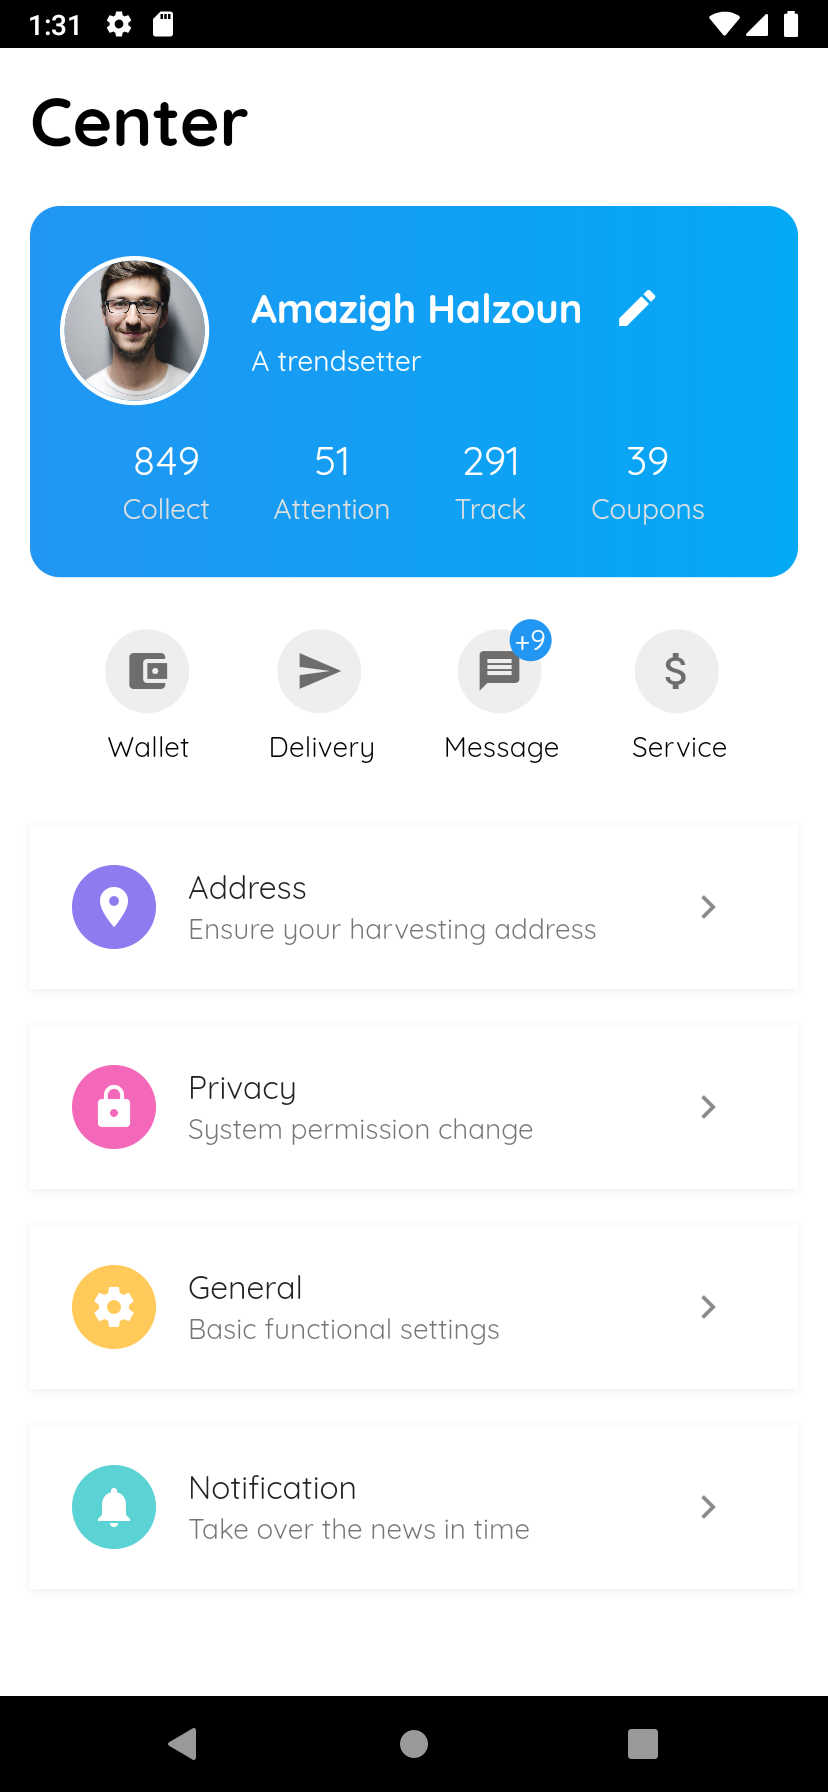 1:31
Center
Amazigh Halzoun
A trendsetter
849 51 291 39
Collect Attention Track Coupons
+9
Wallet Delivery Message Service
Address
Ensure your harvesting address
Privacy
System permission change
General
Basic functional settings
Notification
Take over the news in time